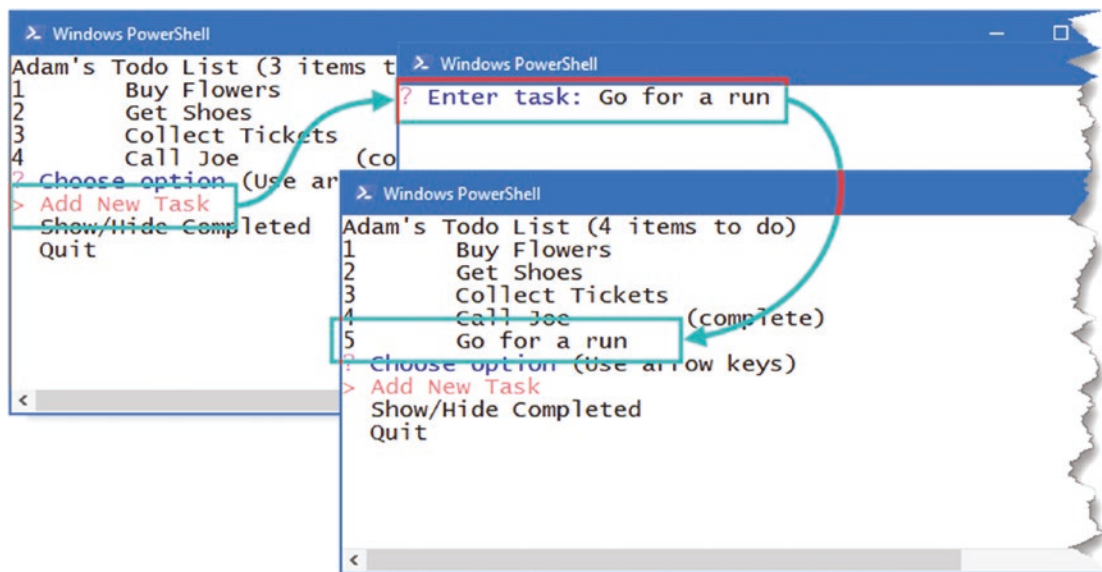 Windows PowerShell
Adam's Todo List (3 items t
1 Buy Flowers
2 Get Shoes
3 Collect Tickets
4 Call Joe (co
? Choose option (Use ar
> Add New Task
Show/Hide Completed
Quit
<
Windows PowerShell
? Enter task: Go for a run
Windows PowerShell
Adam's Todo List (4 items to do)
1 Buy Flowers
2 Get Shoes
3 Collect Tickets
4 Call Joe (complete)
5 Go for a run
? Choose option (Use arrow keys)
> Add New Task
Show/Hide Completed
Quit
<